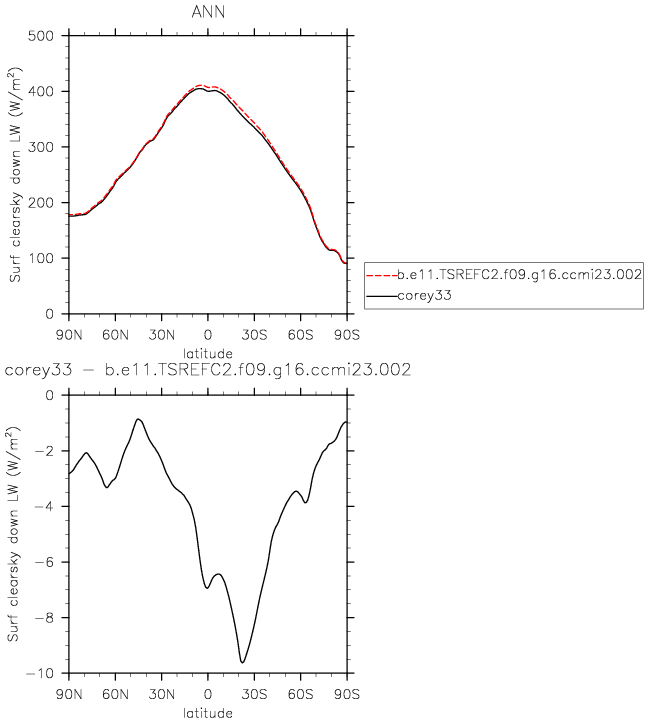 ANN
500
400
300
200
100
0
Surf clearsky down LW (W/m²)
90N 60N 30N 0 30S 60S 90S
latitude
b.e11.TSREFC2.f09.g16.ccmi23.002
corey33
corey33 − b.e11.TSREFC2.f09.g16.ccmi23.002
0
−2
−4
−6
−8
−10
Surf clearsky down LW (W/m²)
90N 60N 30N 0 30S 60S 90S
latitude